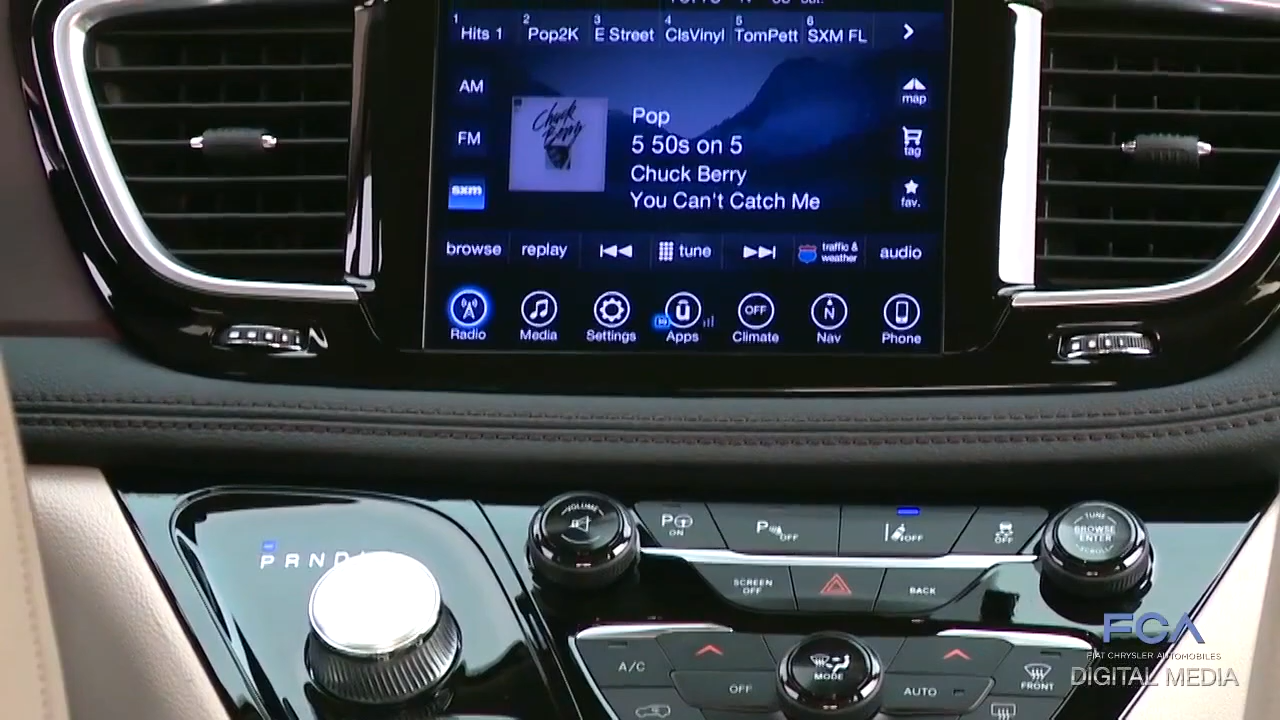 1 Hits 1 2 Pop2K 3 E Street 4 ClsVinyl 5 TomPett 6 SXM FL
AM
FM
sxm
Chuck
Berry
Pop
5 50s on 5
Chuck Berry
You Can't Catch Me
map
tag
fav.
browse replay tune traffic & weather audio
Radio Media Settings Apps OFF Climate N Nav Phone
PRND
VOLUME
P ON
P OFF
OFF
OFF
TUNE
BROWSE
ENTER
SCROLL
SCREEN
OFF
BACK
A/C
OFF
MODE
AUTO
FRONT
FCA
FIAT CHRYSLER AUTOMOBILES
DIGITAL MEDIA